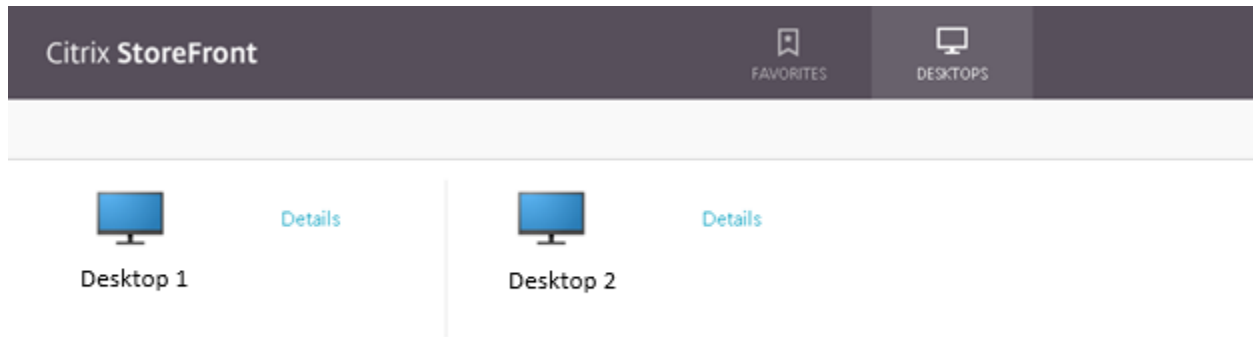 Citrix StoreFront
FAVORITES
DESKTOPS
Details
Desktop 1
Details
Desktop 2